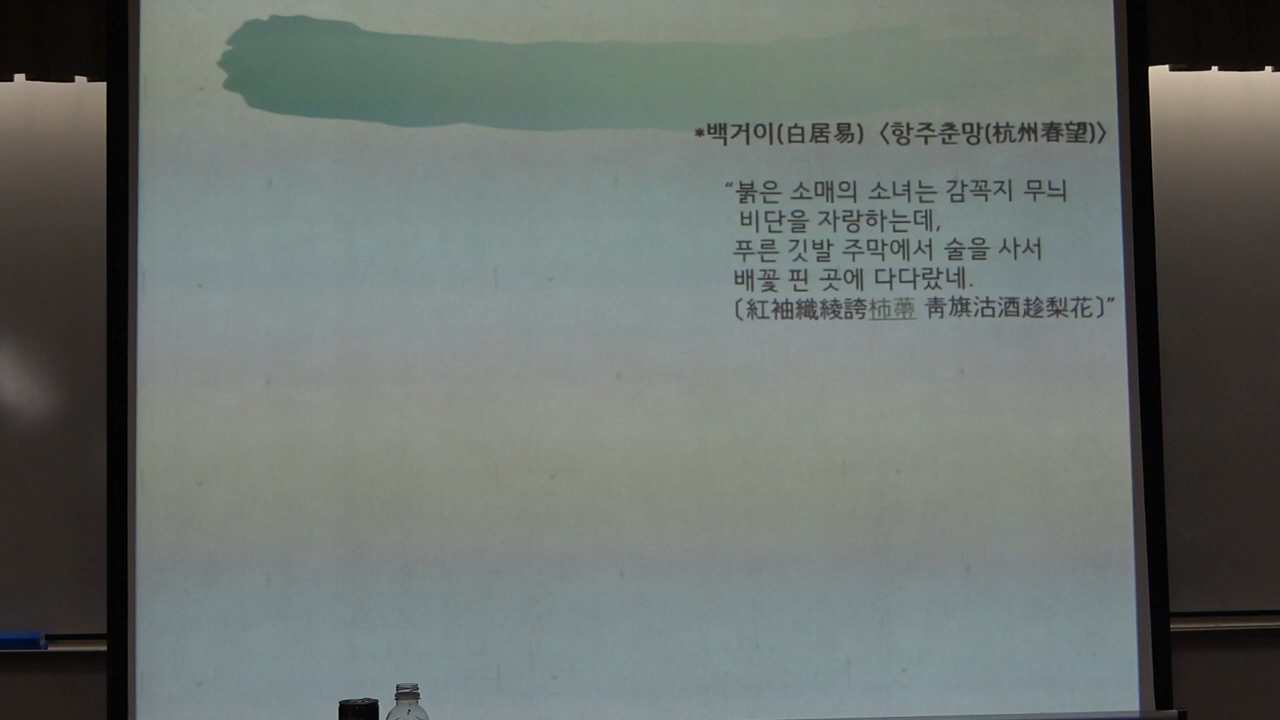 *백거이(白居易) 〈항주춘망(杭州春望)〉
“붉은 소매의 소녀는 감꼭지 무늬
비단을 자랑하는데,
푸른 깃발 주막에서 술을 사서
배꽃 핀 곳에 다다랐네.
〔紅袖織綾誇柿蔕 靑旗沽酒趁梨花〕”